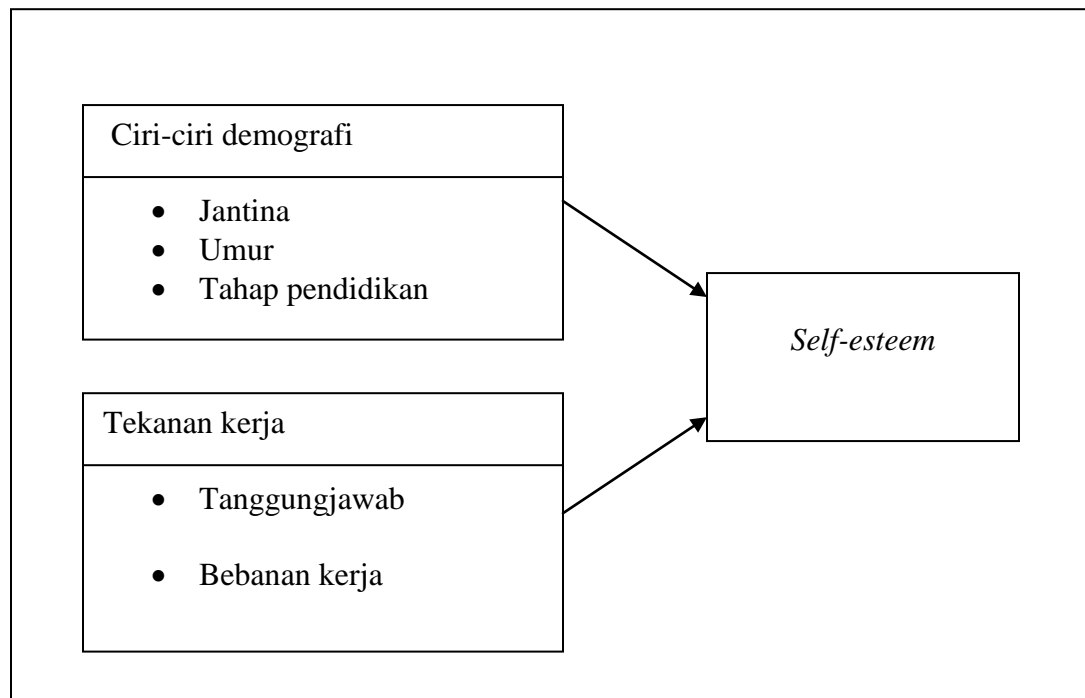 Ciri-ciri demografi
• Jantina
• Umur
• Tahap pendidikan
Self-esteem
Tekanan kerja
• Tanggungjawab
• Bebanan kerja